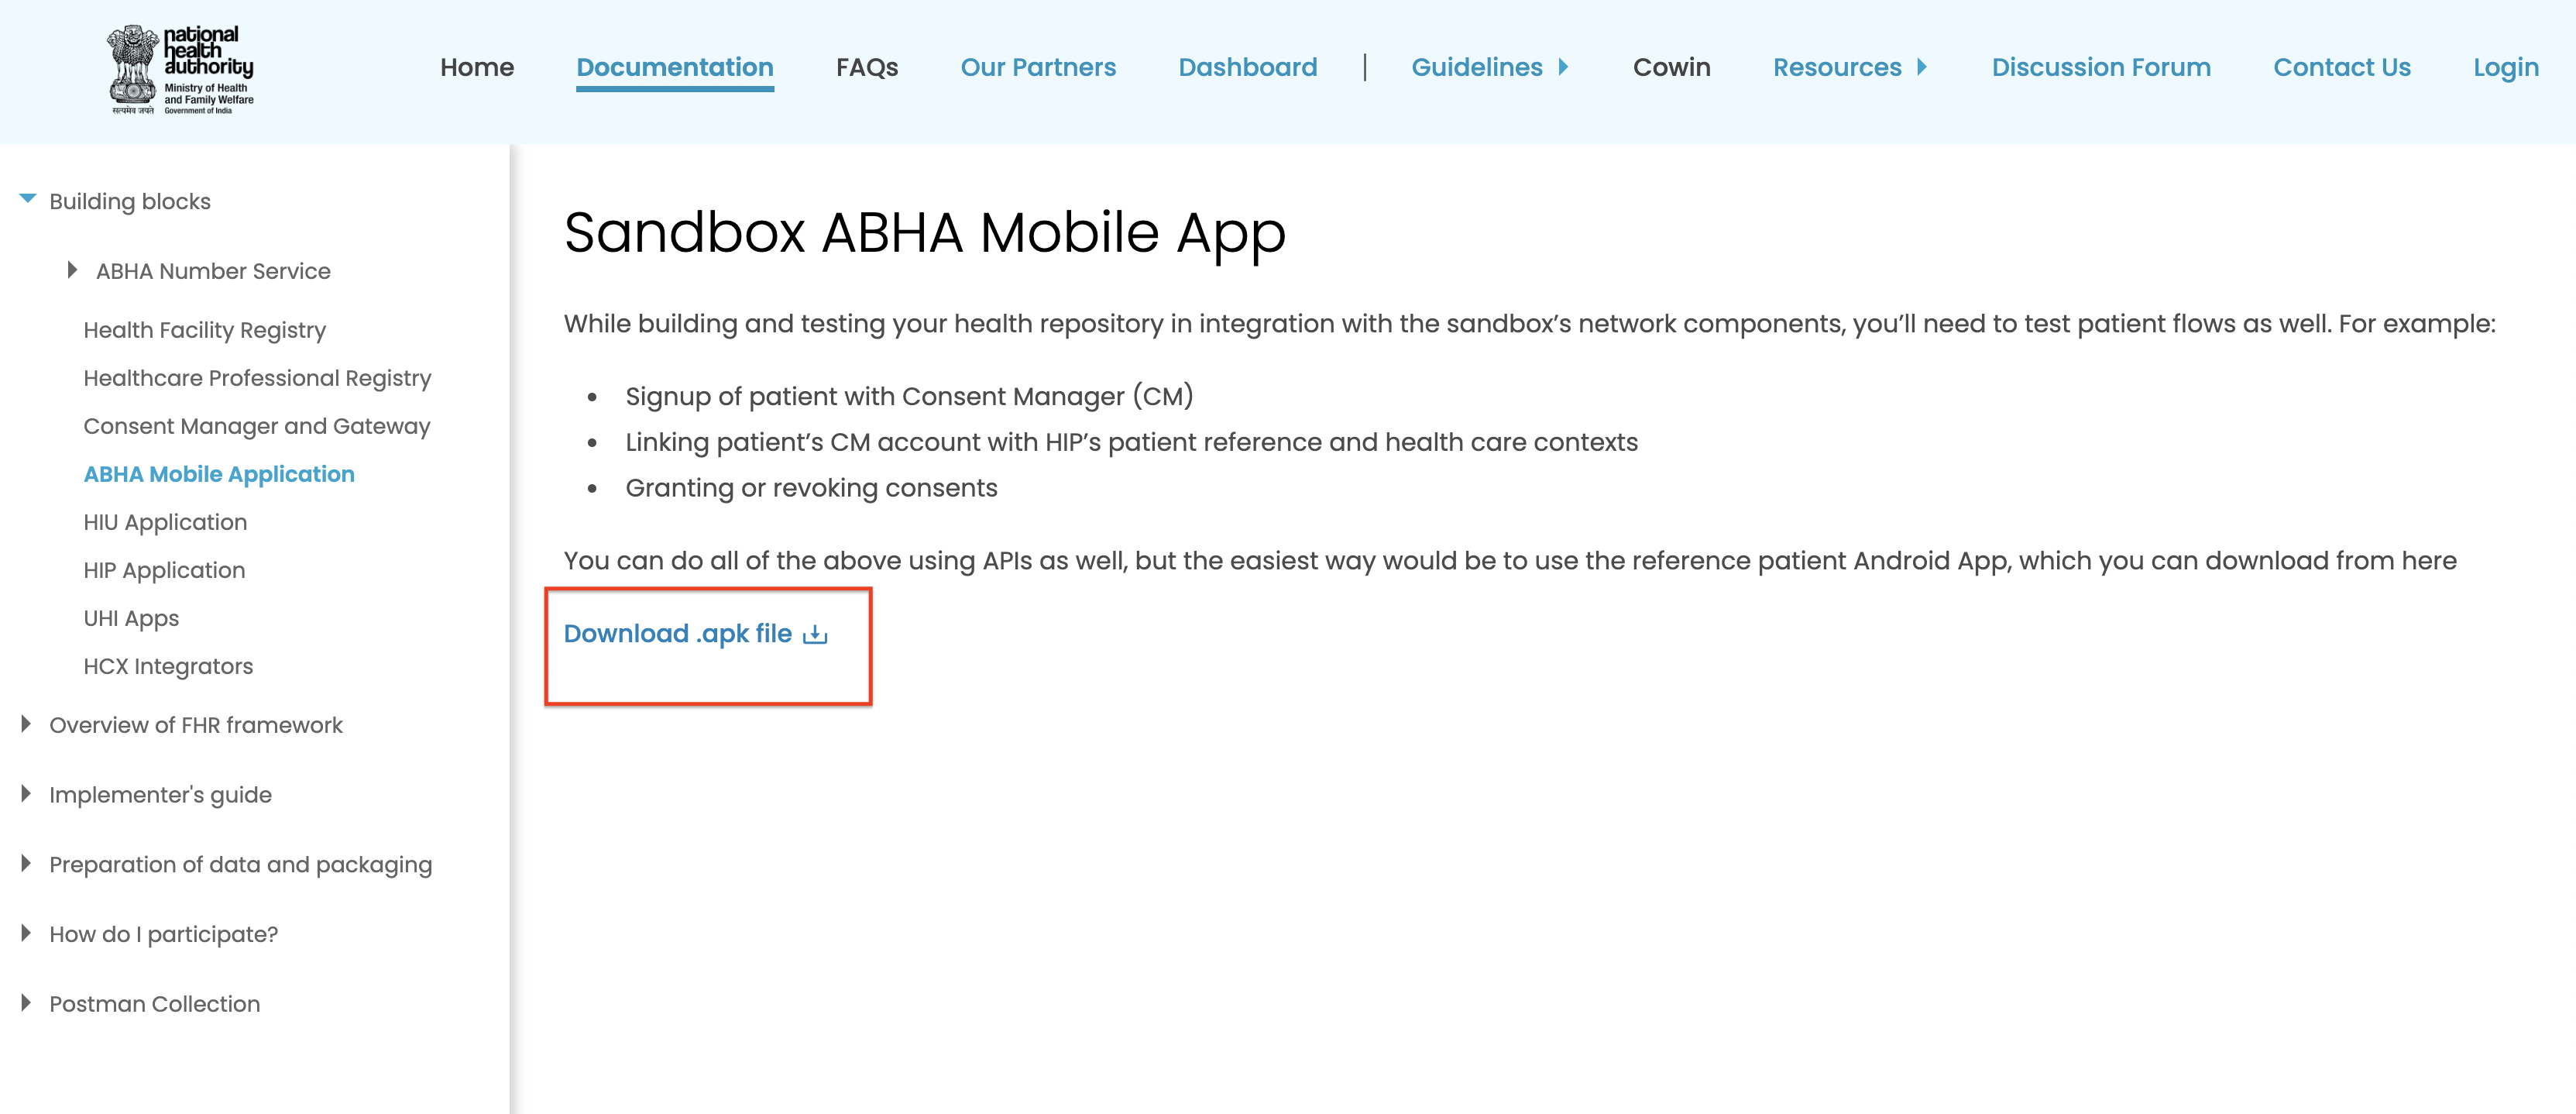 national
health
authority
Ministry of Health
and Family Welfare
Government of India
सत्यमेव जयते
Home
Documentation
FAQs
Our Partners
Dashboard
|
Guidelines
Cowin
Resources
Discussion Forum
Contact Us
Login
Building blocks
ABHA Number Service
Health Facility Registry
Healthcare Professional Registry
Consent Manager and Gateway
ABHA Mobile Application
HIU Application
HIP Application
UHI Apps
HCX Integrators
Overview of FHR framework
Implementer's guide
Preparation of data and packaging
How do I participate?
Postman Collection
Sandbox ABHA Mobile App
While building and testing your health repository in integration with the sandbox’s network components, you’ll need to test patient flows as well. For example:
• Signup of patient with Consent Manager (CM)
• Linking patient’s CM account with HIP’s patient reference and health care contexts
• Granting or revoking consents
You can do all of the above using APIs as well, but the easiest way would be to use the reference patient Android App, which you can download from here
Download .apk file